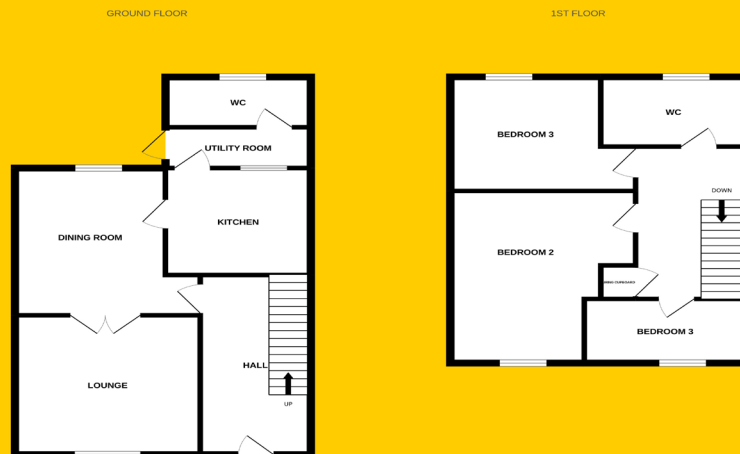 GROUND FLOOR
1ST FLOOR
WC
WC
BEDROOM 3
UTILITY ROOM
DOWN
KITCHEN
DINING ROOM
BEDROOM 2
BEDROOM 3
HALL
LOUNGE
UP